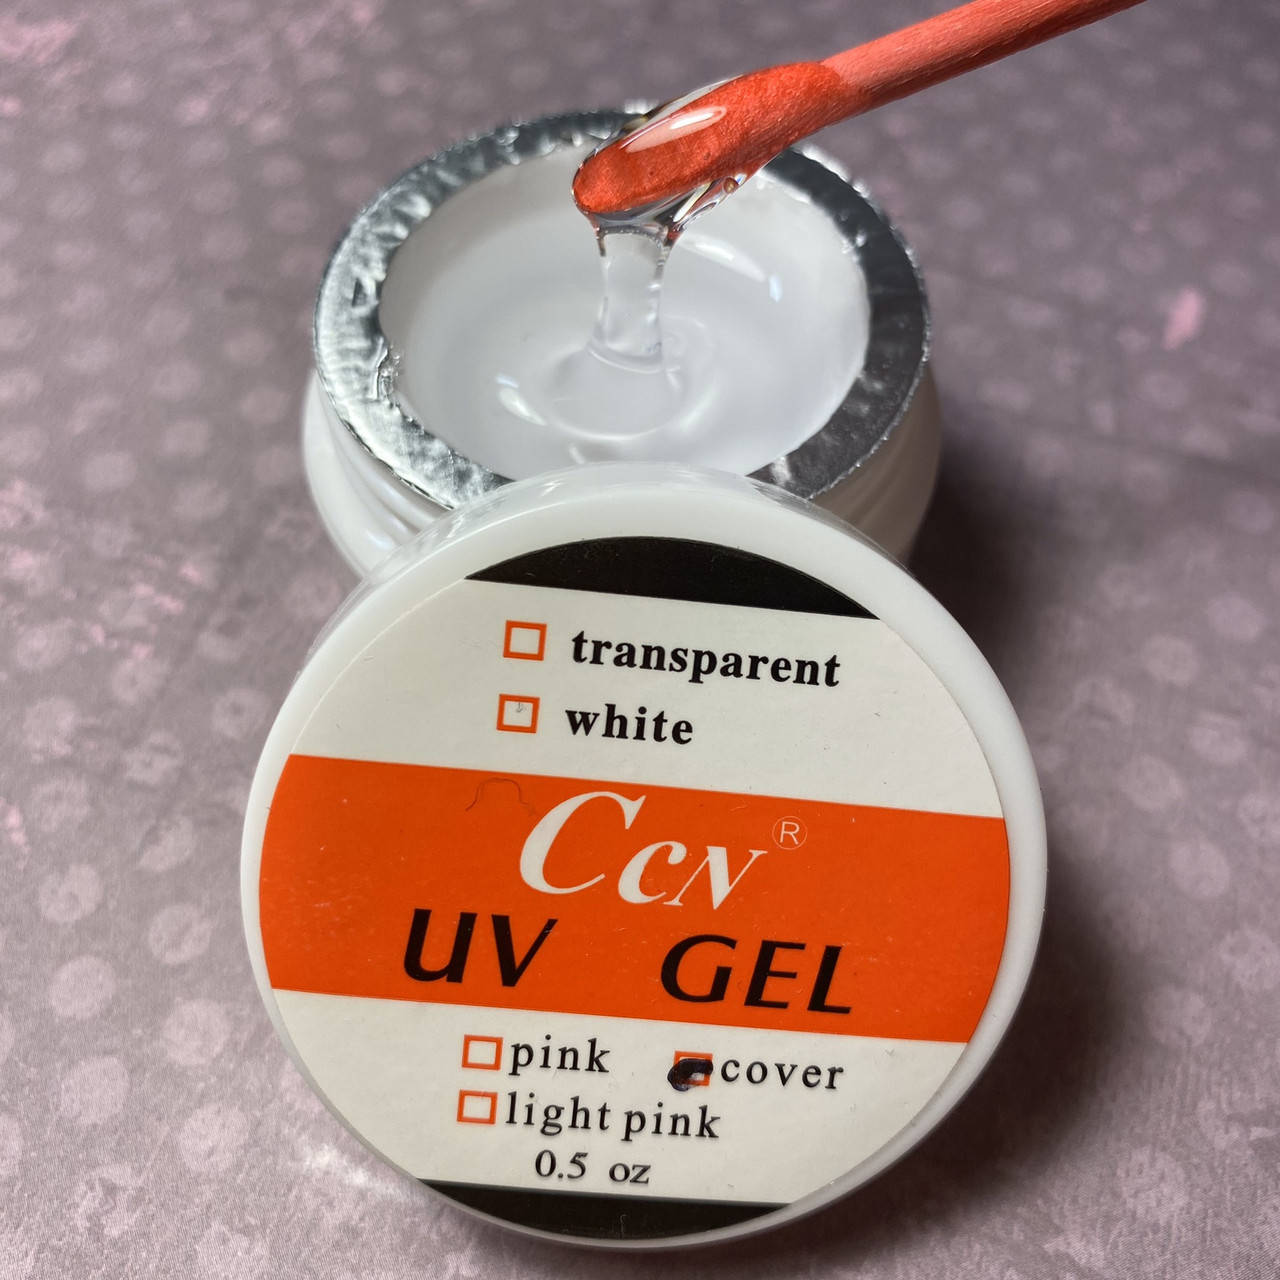 transparent
white
CCN®
UV GEL
pink cover
light pink
0.5 oz